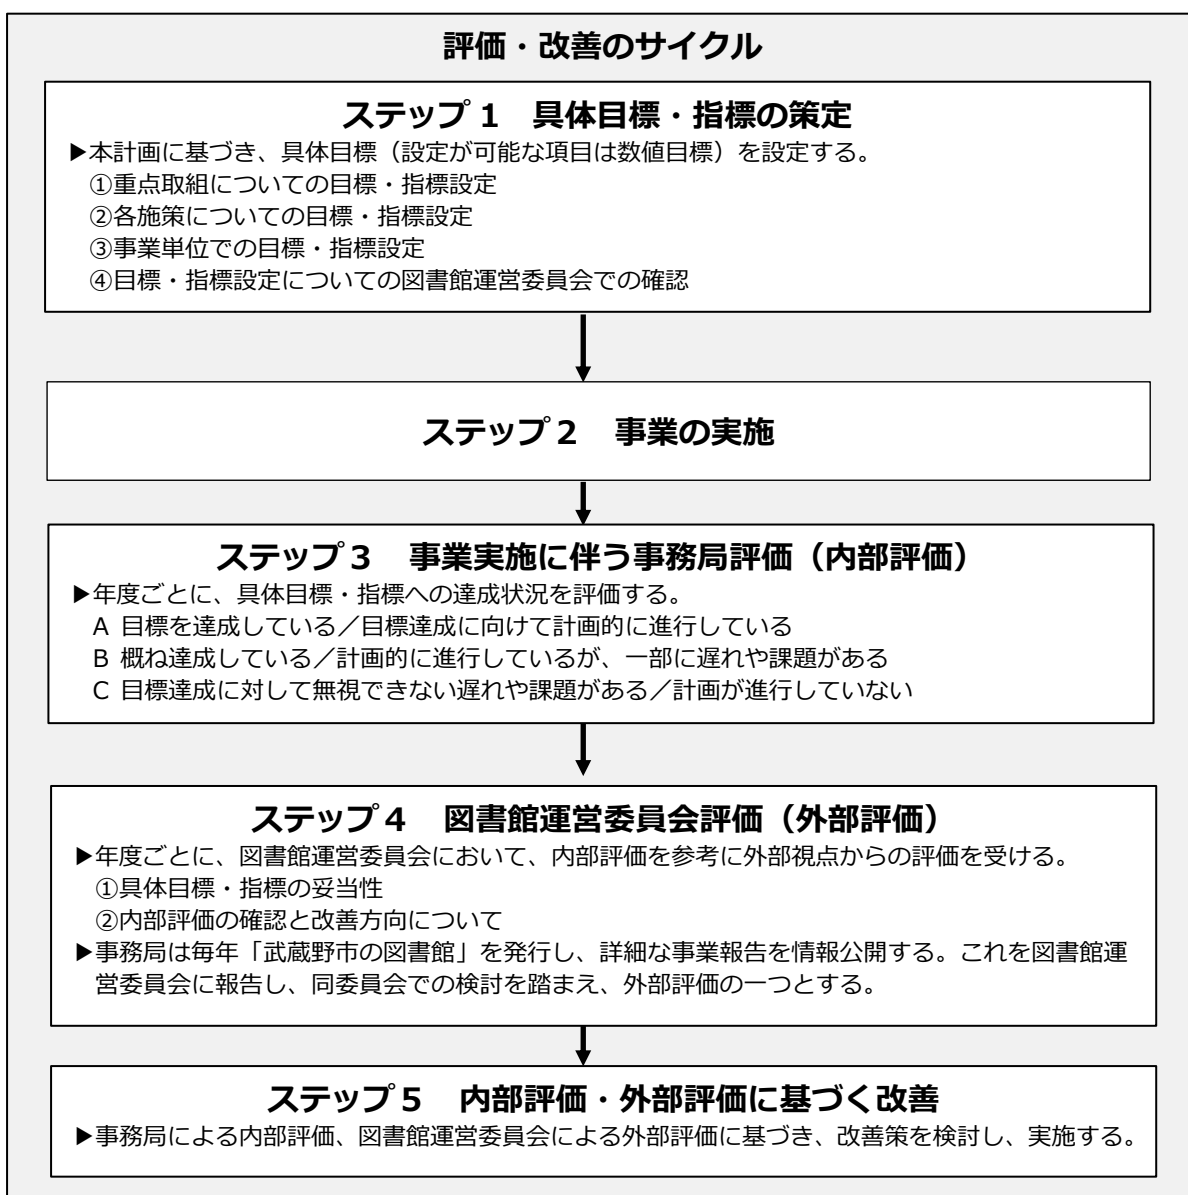 評価・改善のサイクル
ステップ 1　具体目標・指標の策定
▶本計画に基づき、具体目標（設定が可能な項目は数値目標）を設定する。
①重点取組についての目標・指標設定
②各施策についての目標・指標設定
③事業単位での目標・指標設定
④目標・指標設定についての図書館運営委員会での確認
ステップ２　事業の実施
ステップ３　事業実施に伴う事務局評価（内部評価）
▶年度ごとに、具体目標・指標への達成状況を評価する。
A 目標を達成している／目標達成に向けて計画的に進行している
B 概ね達成している／計画的に進行しているが、一部に遅れや課題がある
C 目標達成に対して無視できない遅れや課題がある／計画が進行していない
ステップ４　図書館運営委員会評価（外部評価）
▶年度ごとに、図書館運営委員会において、内部評価を参考に外部視点からの評価を受ける。
①具体目標・指標の妥当性
②内部評価の確認と改善方向について
▶事務局は毎年「武蔵野市の図書館」を発行し、詳細な事業報告を情報公開する。これを図書館運
営委員会に報告し、同委員会での検討を踏まえ、外部評価の一つとする。
ステップ５　内部評価・外部評価に基づく改善
▶事務局による内部評価、図書館運営委員会による外部評価に基づき、改善策を検討し、実施する。